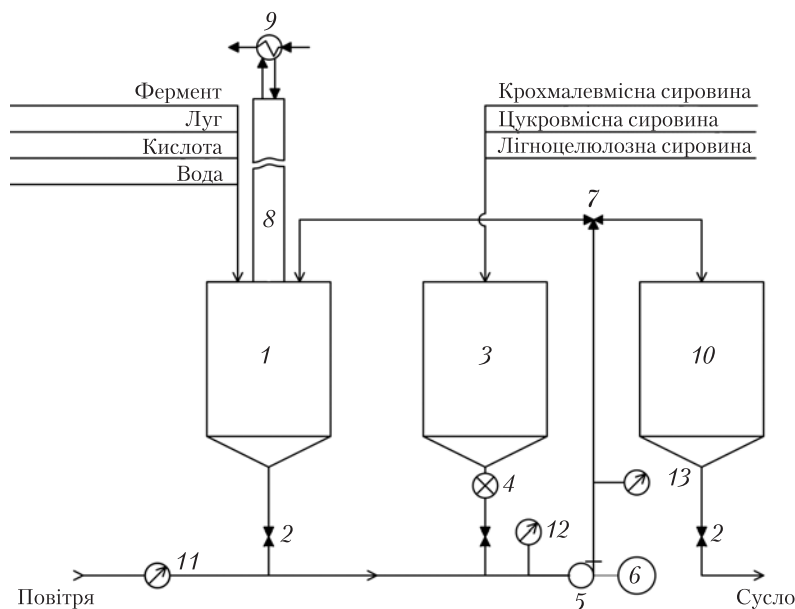 9
Фермент
Луг
Кислота
Вода
Крохмалевмісна сировина
Цукровмісна сировина
Лігноцелюлозна сировина
7
8
1
3
10
4
13
2
12
2
11
5
6
Повітря
Сусло